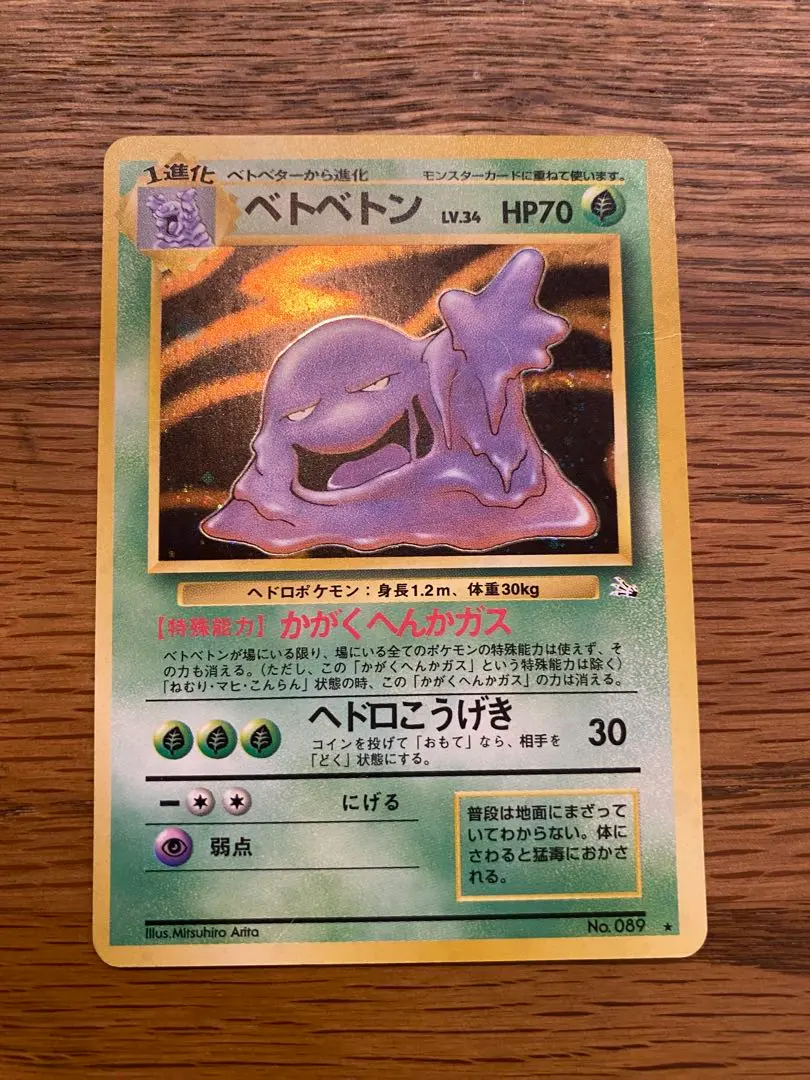 1進化 ベトベターから進化 モンスターカードに重ねて使います。
ベトベトン LV.34 HP70
ヘドロポケモン：身長1.2m、体重30kg
【特殊能力】かがくへんかガス
ベトベトンが場にいる限り、場にいる全てのポケモンの特殊能力は使えず、そ
の力も消える。（ただし、この「かがくへんかガス」という特殊能力は除く）
「ねむり・マヒ・こんらん」状態の時、この「かがくへんかガス」の力は消える。
ヘドロこうげき 30
コインを投げて「おもて」なら、相手を
「どく」状態にする。
ー にげる
弱点
普段は地面にまざって
いてわからない。体に
さわると猛毒におかさ
れる。
Illus.Mitsuhiro Arita No.089 ★